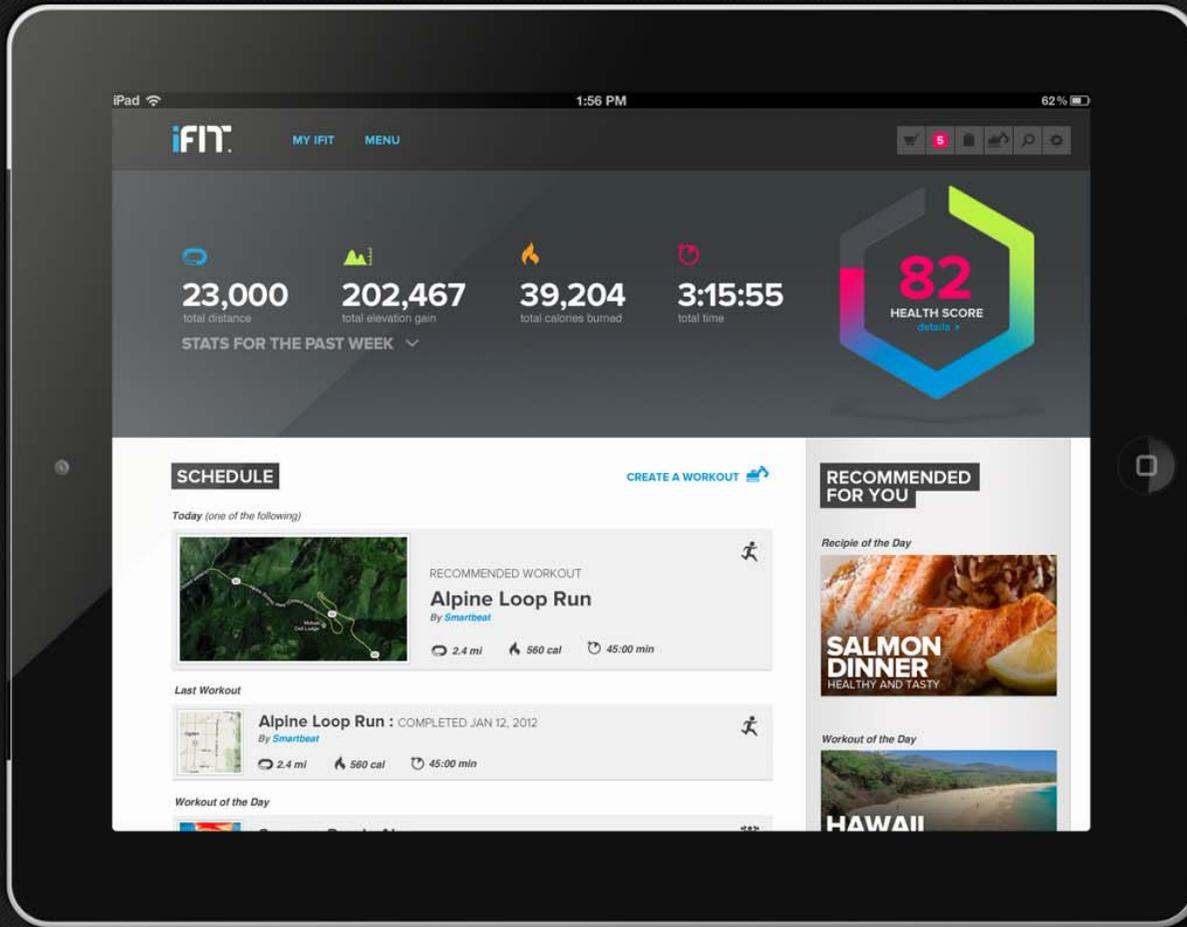 iPad
1:56 PM
62%
iFIT.
MY IFIT
MENU
5
23,000
total distance
202,467
total elevation gain
39,204
total calories burned
3:15:55
total time
STATS FOR THE PAST WEEK
82
HEALTH SCORE
details >
SCHEDULE
CREATE A WORKOUT
Today (one of the following)
RECOMMENDED WORKOUT
Alpine Loop Run
By Smartbeat
2.4 mi
560 cal
45:00 min
Last Workout
Alpine Loop Run : COMPLETED JAN 12, 2012
By Smartbeat
2.4 mi
560 cal
45:00 min
Workout of the Day
RECOMMENDED
FOR YOU
Recipie of the Day
SALMON
DINNER
HEALTHY AND TASTY
Workout of the Day
HAWAII